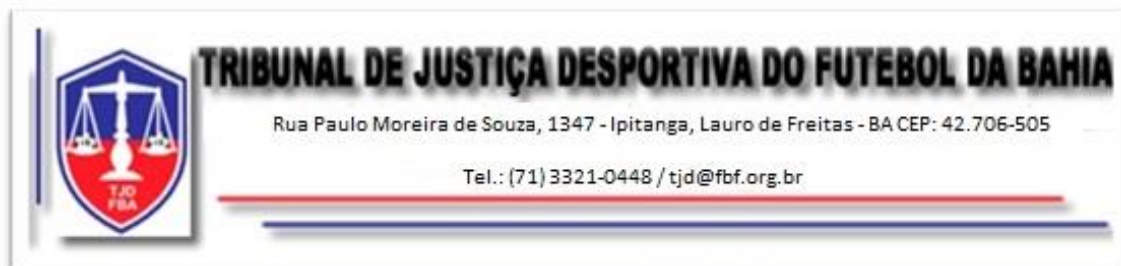 TRIBUNAL DE JUSTIÇA DESPORTIVA DO FUTEBOL DA BAHIA
Rua Paulo Moreira de Souza, 1347 - Ipitanga, Lauro de Freitas - BA CEP: 42.706-505
Tel.: (71) 3321-0448 / tjd@fbf.org.br
TJD
FBA